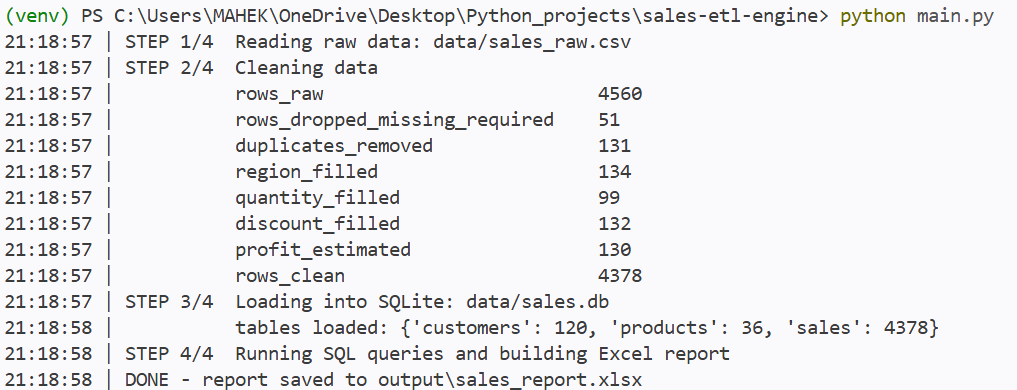 (venv) PS C:\Users\MAHEK\OneDrive\Desktop\Python_projects\sales-etl-engine> python main.py
21:18:57 | STEP 1/4  Reading raw data: data/sales_raw.csv
21:18:57 | STEP 2/4  Cleaning data
21:18:57 |           rows_raw                       4560
21:18:57 |           rows_dropped_missing_required   51
21:18:57 |           duplicates_removed             131
21:18:57 |           region_filled                  134
21:18:57 |           quantity_filled                99
21:18:57 |           discount_filled                132
21:18:57 |           profit_estimated               130
21:18:57 |           rows_clean                     4378
21:18:57 | STEP 3/4  Loading into SQLite: data/sales.db
21:18:58 |           tables loaded: {'customers': 120, 'products': 36, 'sales': 4378}
21:18:58 | STEP 4/4  Running SQL queries and building Excel report
21:18:58 | DONE - report saved to output\sales_report.xlsx